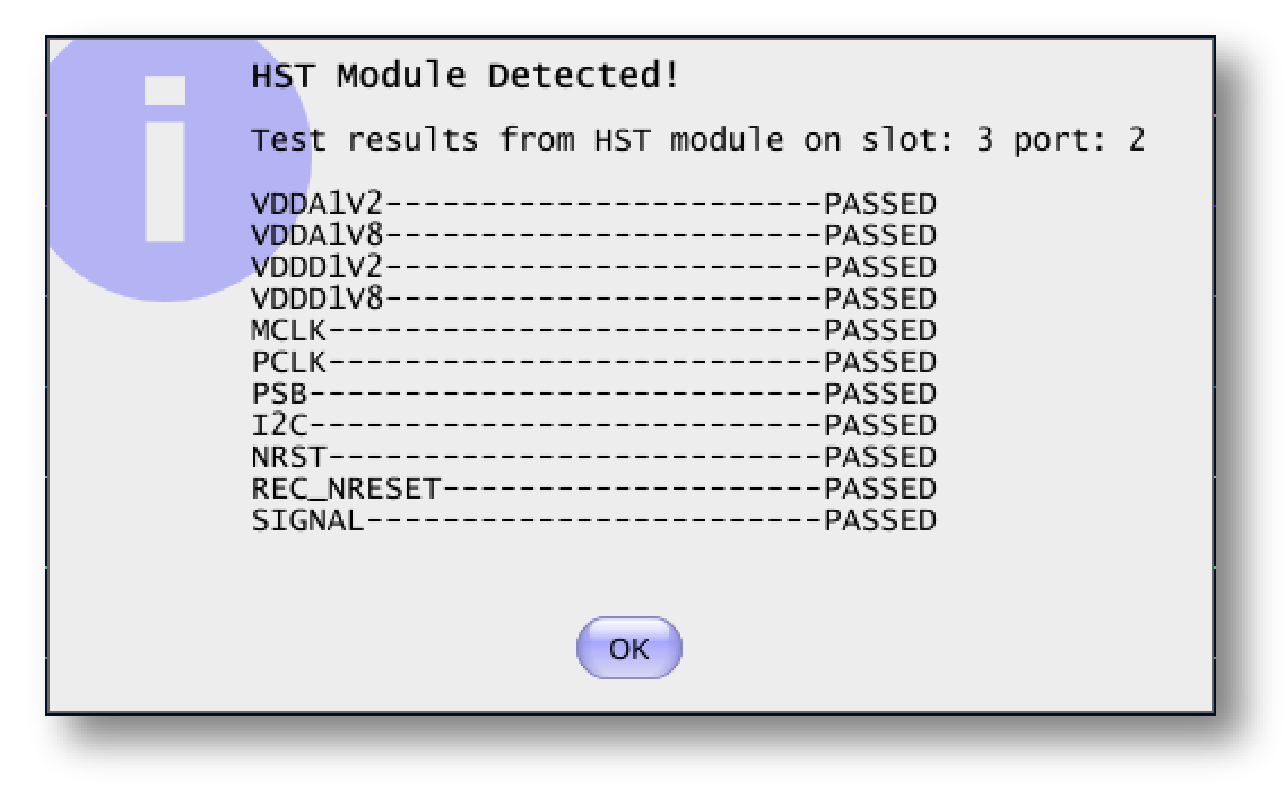 HST Module Detected!
Test results from HST module on slot: 3 port: 2
VDDA1V2-----------------------PASSED
VDDA1V8-----------------------PASSED
VDDD1V2-----------------------PASSED
VDDD1V8-----------------------PASSED
MCLK--------------------------PASSED
PCLK--------------------------PASSED
PSB---------------------------PASSED
I2C---------------------------PASSED
NRST--------------------------PASSED
REC_NRESET--------------------PASSED
SIGNAL------------------------PASSED
OK